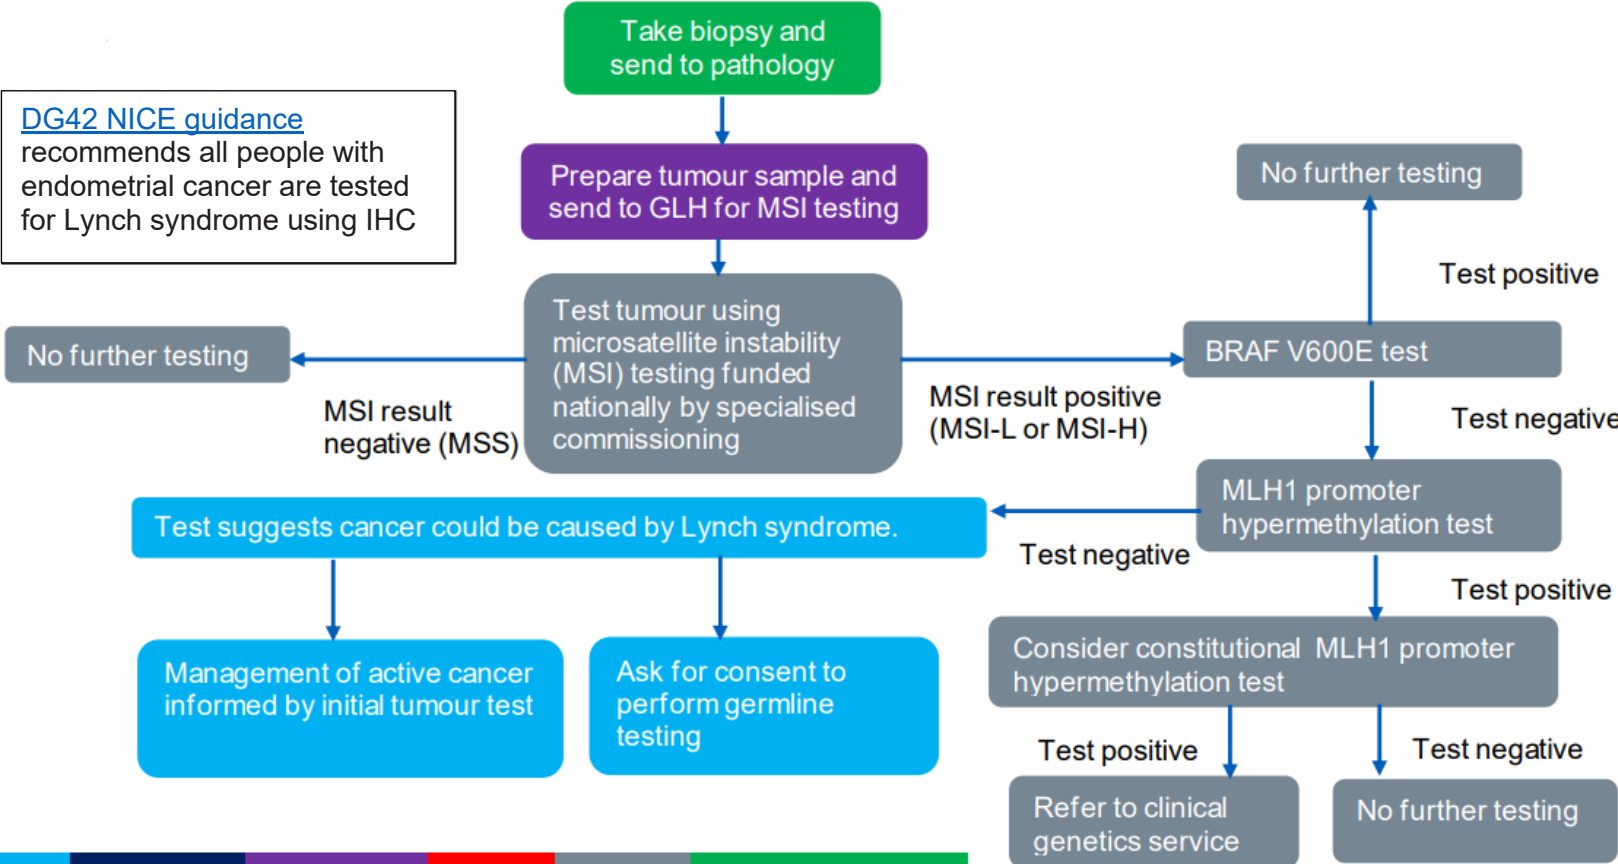 Take biopsy and
send to pathology
DG42 NICE guidance
recommends all people with
endometrial cancer are tested
for Lynch syndrome using IHC
Prepare tumour sample and
send to GLH for MSI testing
No further testing
Test positive
Test tumour using
microsatellite instability
(MSI) testing funded
nationally by specialised
commissioning
No further testing
BRAF V600E test
MSI result
negative (MSS)
MSI result positive
(MSI-L or MSI-H)
Test negative
MLH1 promoter
hypermethylation test
Test suggests cancer could be caused by Lynch syndrome.
Test negative
Test positive
Management of active cancer
informed by initial tumour test
Ask for consent to
perform germline
testing
Consider constitutional MLH1 promoter
hypermethylation test
Test positive
Test negative
Refer to clinical
genetics service
No further testing